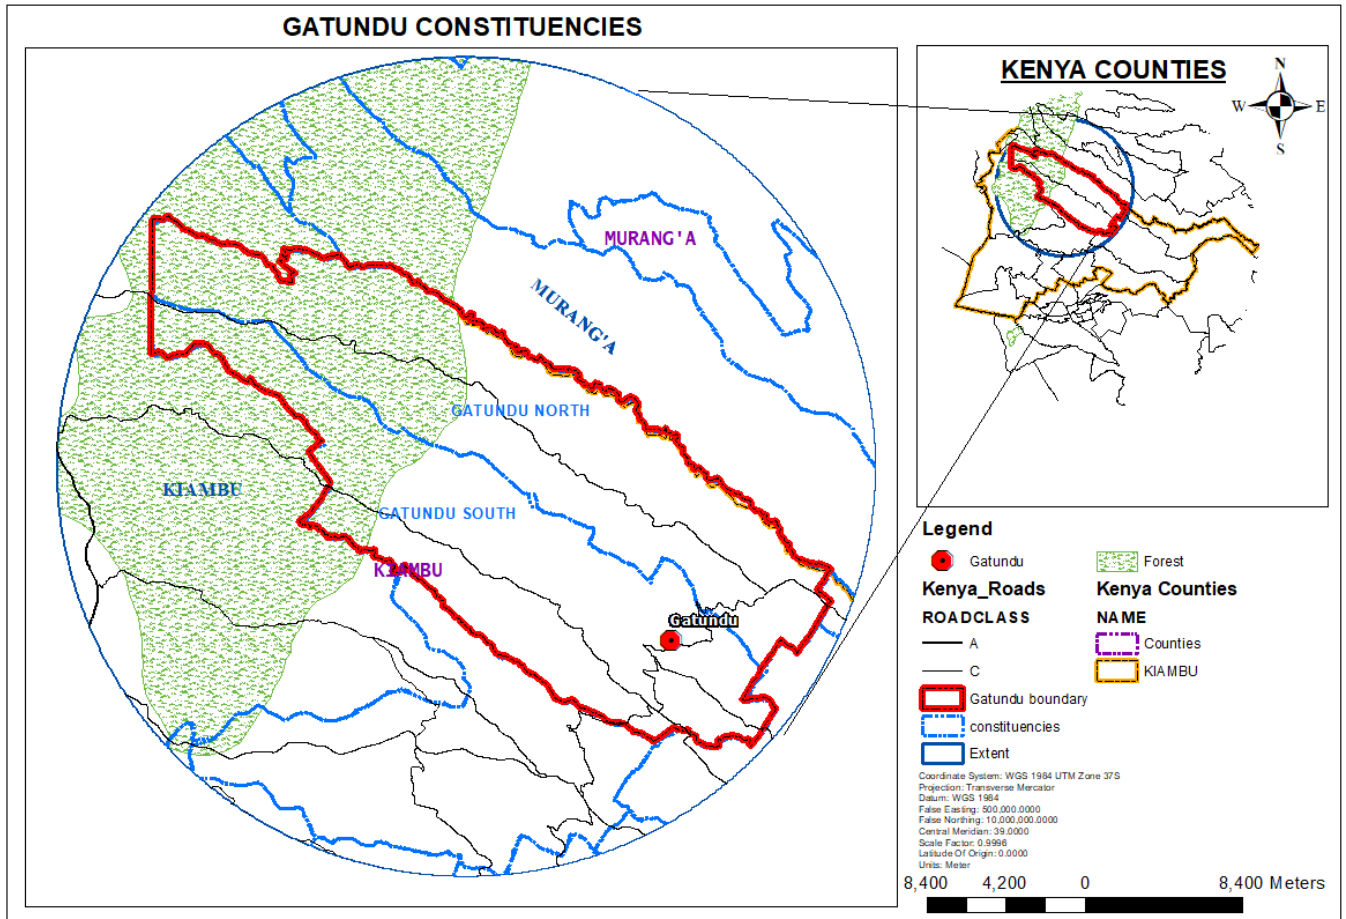 GATUNDU CONSTITUENCIES
KENYA COUNTIES
N
W
E
S
MURANG'A
MURANG'A
GATUNDU NORTH
KIAMBU
GATUNDU SOUTH
KIAMBU
Gatundu
Legend
Gatundu
Forest
Kenya_Roads
Kenya Counties
ROADCLASS
NAME
A
Counties
C
KIAMBU
Gatundu boundary
constituencies
Extent
Coordinate System: WGS 1984 UTM Zone 37S
Projection: Transverse Mercator
Datum: WGS 1984
False Easting: 500,000.0000
False Northing: 10,000,000.0000
Central Meridian: 39.0000
Scale Factor: 0.9996
Latitude Of Origin: 0.0000
Units: Meter
8,400 4,200 0 8,400 Meters